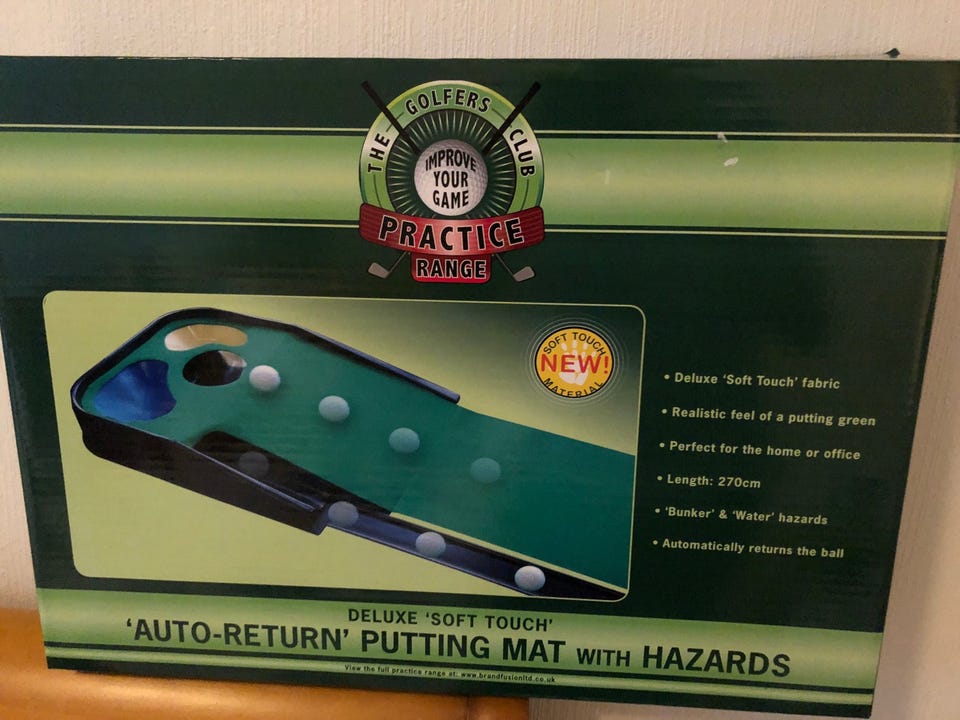 THE GOLFERS CLUB
IMPROVE
YOUR
GAME
PRACTICE
RANGE
SOFT TOUCH
NEW!
MATERIAL
• Deluxe 'Soft Touch' fabric
• Realistic feel of a putting green
• Perfect for the home or office
• Length: 270cm
• 'Bunker' & 'Water' hazards
• Automatically returns the ball
DELUXE 'SOFT TOUCH'
'AUTO-RETURN' PUTTING MAT WITH HAZARDS
View the full practice range at: www.brandfusionltd.co.uk